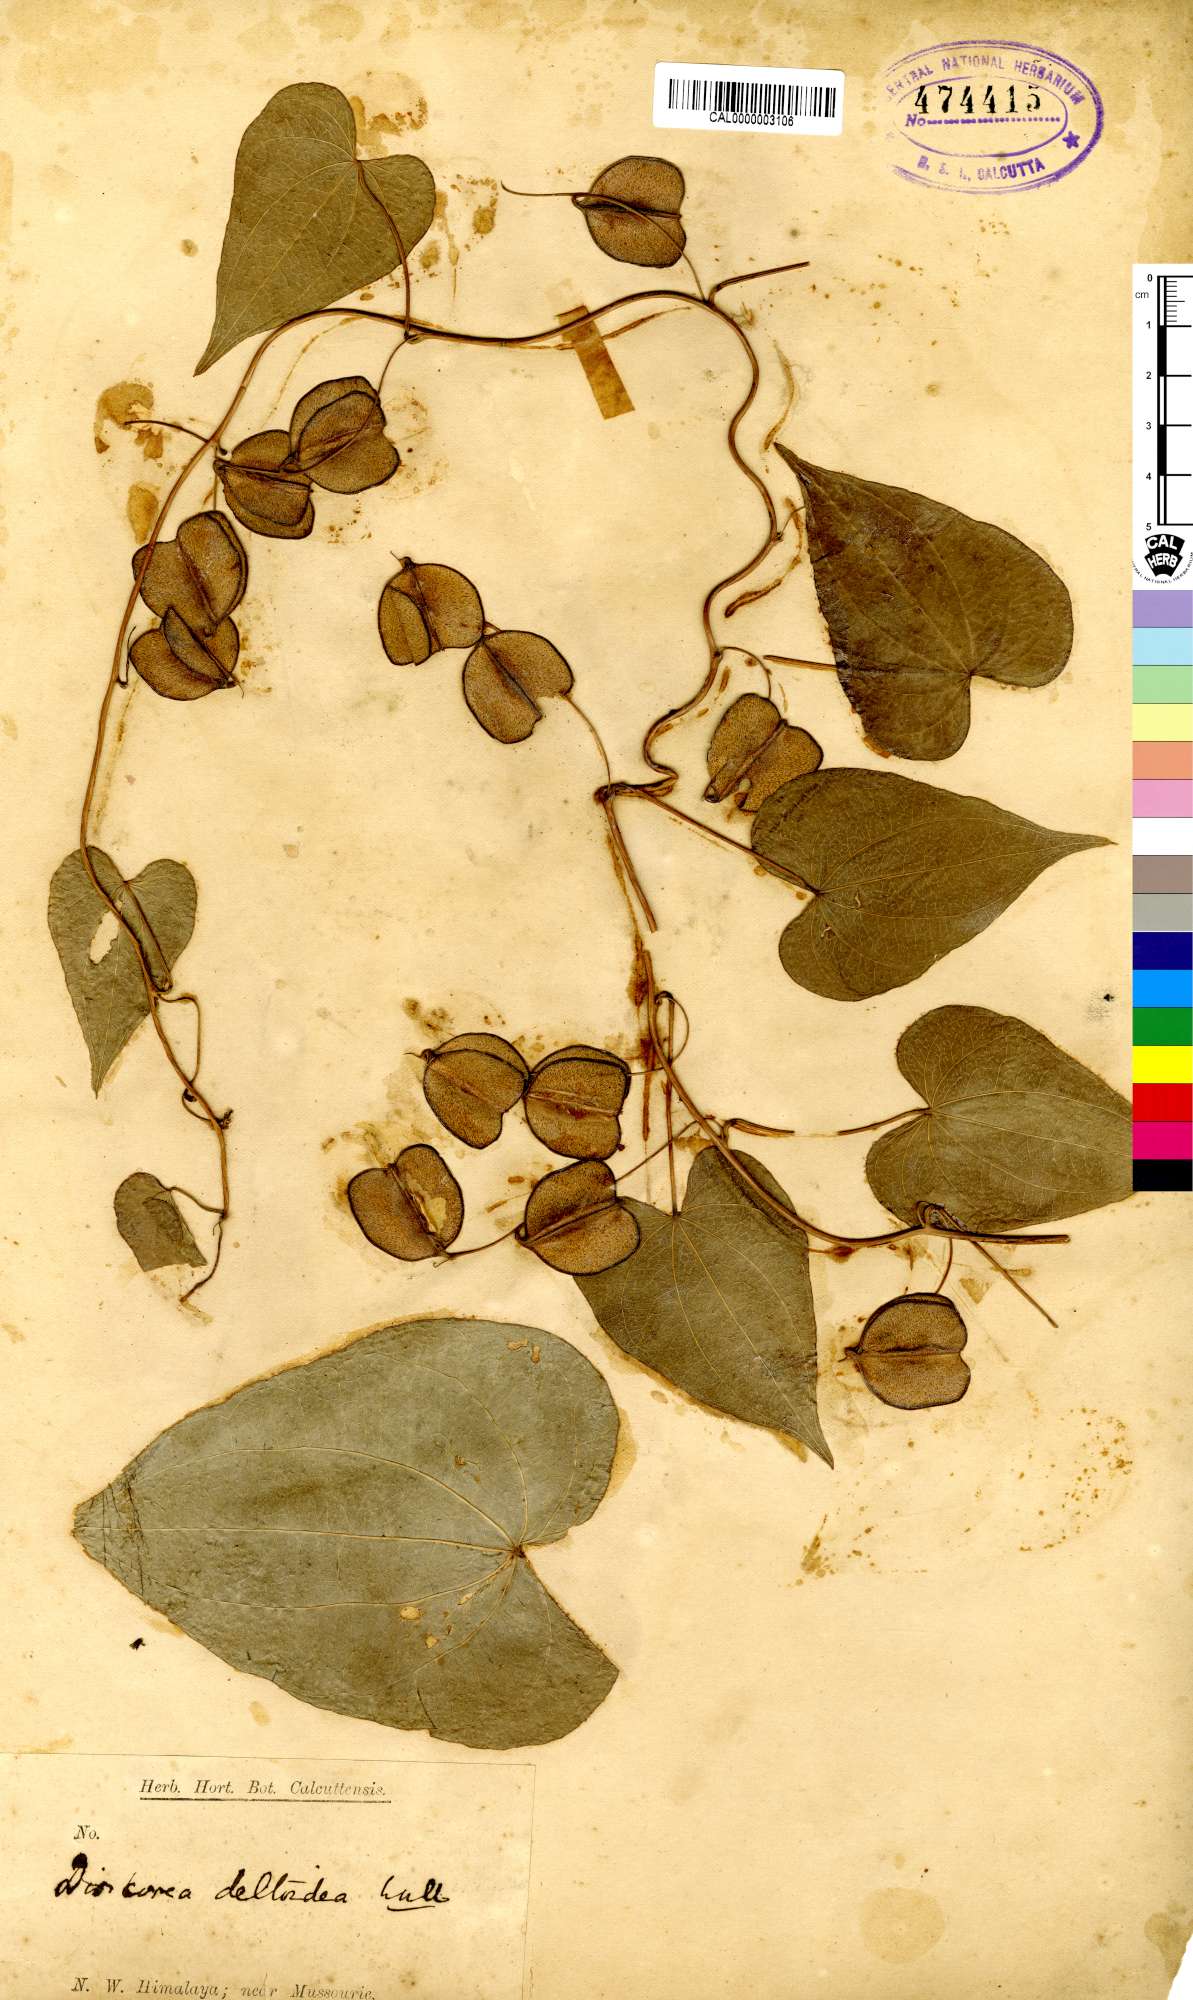 CAL0000003106
CENTRAL NATIONAL HERBARIUM
474415
No
B. S. I., CALCUTTA
0
cm
1
2
3
4
5
CAL
HERB
Herb. Hort. Bot. Calcuttensis.
No.
Dioscorea deltoidea Wall
N. W. Himalaya; near Mussourie.